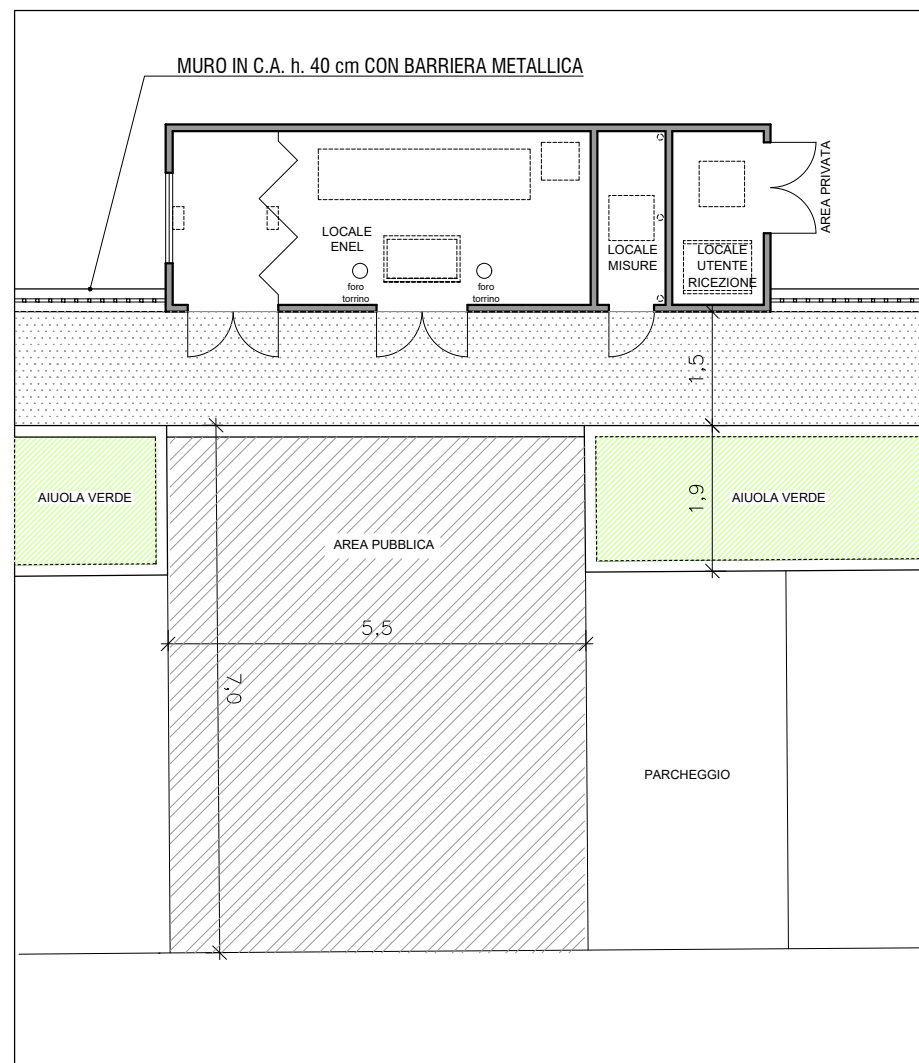 MURO IN C.A. h. 40 cm CON BARRIERA METALLICA
AREA PRIVATA
LOCALE
ENEL
foro
torrino
foro
torrino
LOCALE
MISURE
LOCALE
UTENTE
RICEZIONE
1,5
AIUOLA VERDE
1,9
AIUOLA VERDE
AREA PUBBLICA
5,5
7,0
PARCHEGGIO